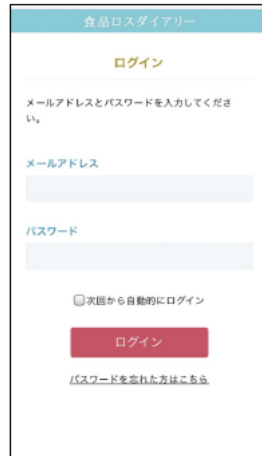 食品ロスダイアリー
ログイン
メールアドレスとパスワードを入力してくださ
い。
メールアドレス
パスワード
次回から自動的にログイン
ログイン
パスワードを忘れた方はこちら